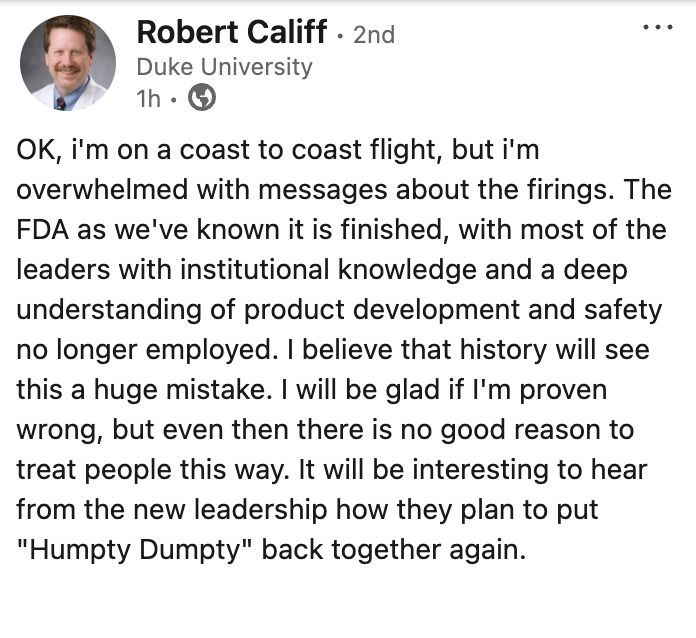 Robert Califf · 2nd
Duke University
1h ·
OK, i'm on a coast to coast flight, but i'm
overwhelmed with messages about the firings. The
FDA as we've known it is finished, with most of the
leaders with institutional knowledge and a deep
understanding of product development and safety
no longer employed. I believe that history will see
this a huge mistake. I will be glad if I'm proven
wrong, but even then there is no good reason to
treat people this way. It will be interesting to hear
from the new leadership how they plan to put
"Humpty Dumpty" back together again.